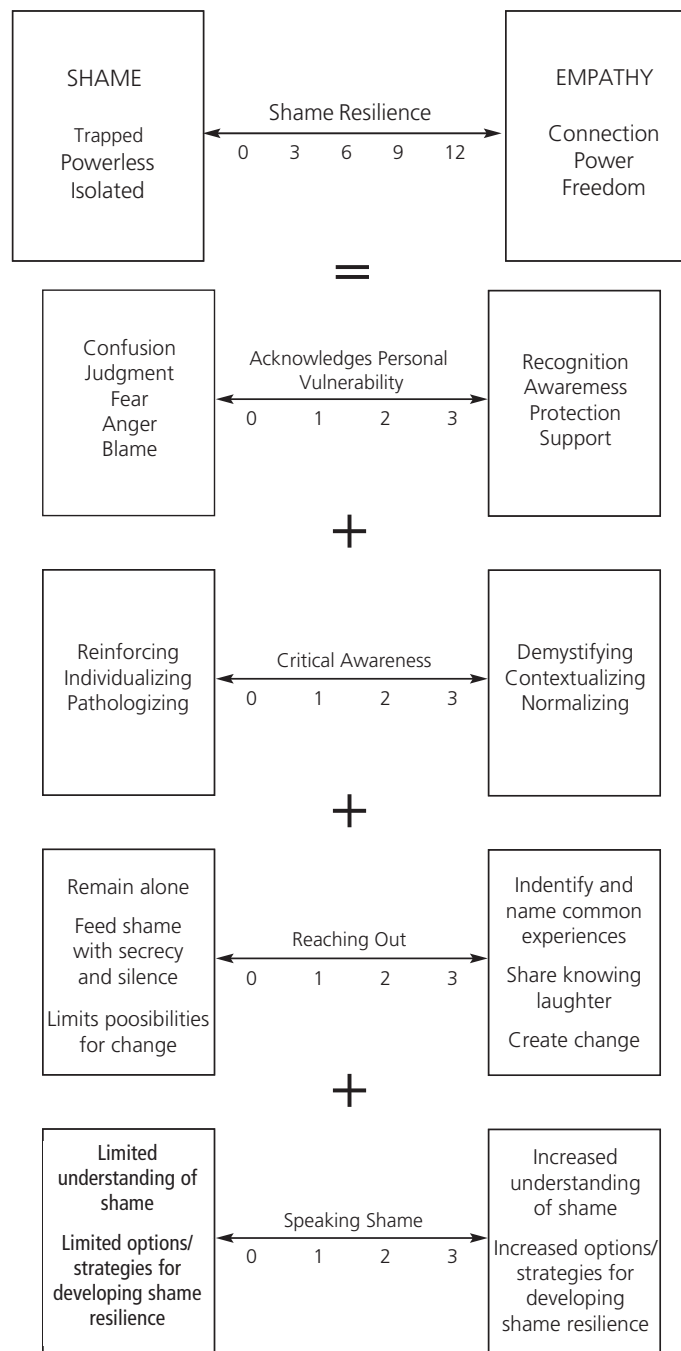 SHAME
Trapped
Powerless
Isolated
Shame Resilience
0 3 6 9 12
EMPATHY
Connection
Power
Freedom
=
Confusion
Judgment
Fear
Anger
Blame
Acknowledges Personal
Vulnerability
0 1 2 3
Recognition
Awaremess
Protection
Support
+
Reinforcing
Individualizing
Pathologizing
Critical Awareness
0 1 2 3
Demystifying
Contextualizing
Normalizing
+
Remain alone
Feed shame
with secrecy
and silence
Limits poosibilities
for change
Reaching Out
0 1 2 3
Indentify and
name common
experiences
Share knowing
laughter
Create change
+
Limited
understanding of
shame
Limited options/
strategies for
developing shame
resilience
Speaking Shame
0 1 2 3
Increased
understanding
of shame
Increased options/
strategies for
developing
shame resilience